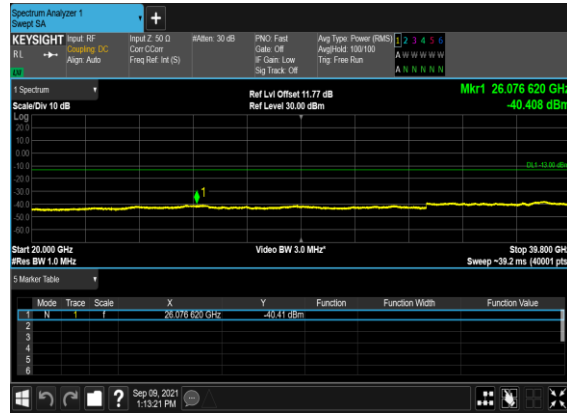 Spectrum Analyzer 1
Swept SA
+
KEYSIGHT Input: RF Input Z: 50 Ω #Atten: 30 dB PNO: Fast Avg Type: Power (RMS) 1 2 3 4 5 6
RL Coupling: DC Corr CCorr Gate: Off Avg|Hold: 100/100 A W W W W W
Align: Auto Freq Ref: Int (S) IF Gain: Low Trig: Free Run
Sig Track: Off A N N N N N
LW
1 Spectrum Ref Lvl Offset 11.77 dB Mkr1 26.076 620 GHz
Scale/Div 10 dB Ref Level 30.00 dBm -40.408 dBm
Log
20.0
10.0
0.00
-10.0 DL1 -13.00 dBm
-20.0
-30.0 1
-40.0
-50.0
-60.0
Start 20.000 GHz Video BW 3.0 MHz* Stop 39.800 GHz
#Res BW 1.0 MHz Sweep ~39.2 ms (40001 pts)
5 Marker Table
Mode Trace Scale X Y Function Function Width Function Value
1 N 1 f 26.076 620 GHz -40.41 dBm
2
3
4
5
6
? Sep 09, 2021
1:13:21 PM